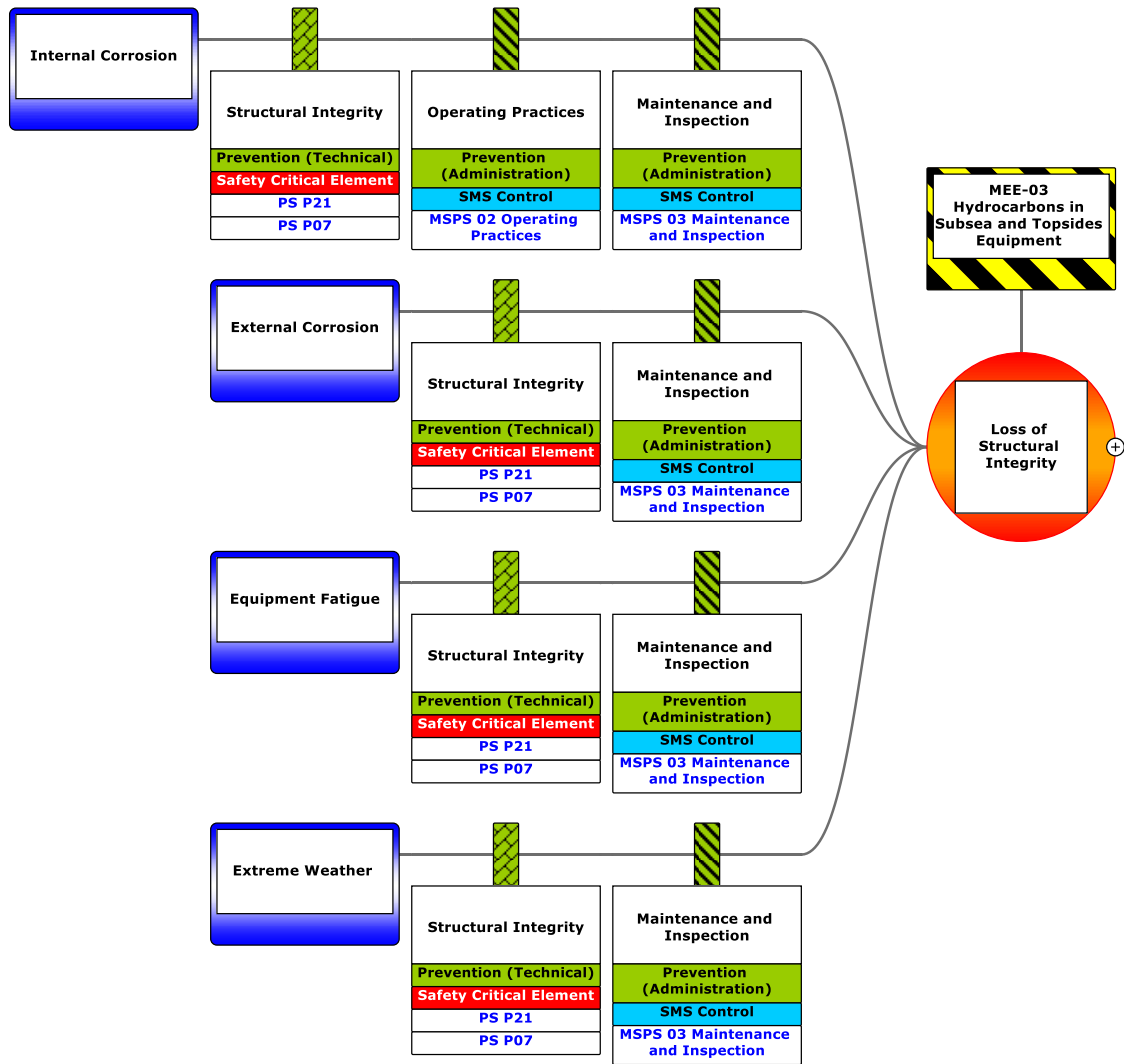 Internal Corrosion
Structural Integrity
Prevention (Technical)
Safety Critical Element
PS P21
PS P07
Operating Practices
Prevention
(Administration)
SMS Control
MSPS 02 Operating
Practices
Maintenance and
Inspection
Prevention
(Administration)
SMS Control
MSPS 03 Maintenance
and Inspection
MEE-03
Hydrocarbons in
Subsea and Topsides
Equipment
External Corrosion
Structural Integrity
Prevention (Technical)
Safety Critical Element
PS P21
PS P07
Maintenance and
Inspection
Prevention
(Administration)
SMS Control
MSPS 03 Maintenance
and Inspection
Loss of
Structural
Integrity
Equipment Fatigue
Structural Integrity
Prevention (Technical)
Safety Critical Element
PS P21
PS P07
Maintenance and
Inspection
Prevention
(Administration)
SMS Control
MSPS 03 Maintenance
and Inspection
Extreme Weather
Structural Integrity
Prevention (Technical)
Safety Critical Element
PS P21
PS P07
Maintenance and
Inspection
Prevention
(Administration)
SMS Control
MSPS 03 Maintenance
and Inspection